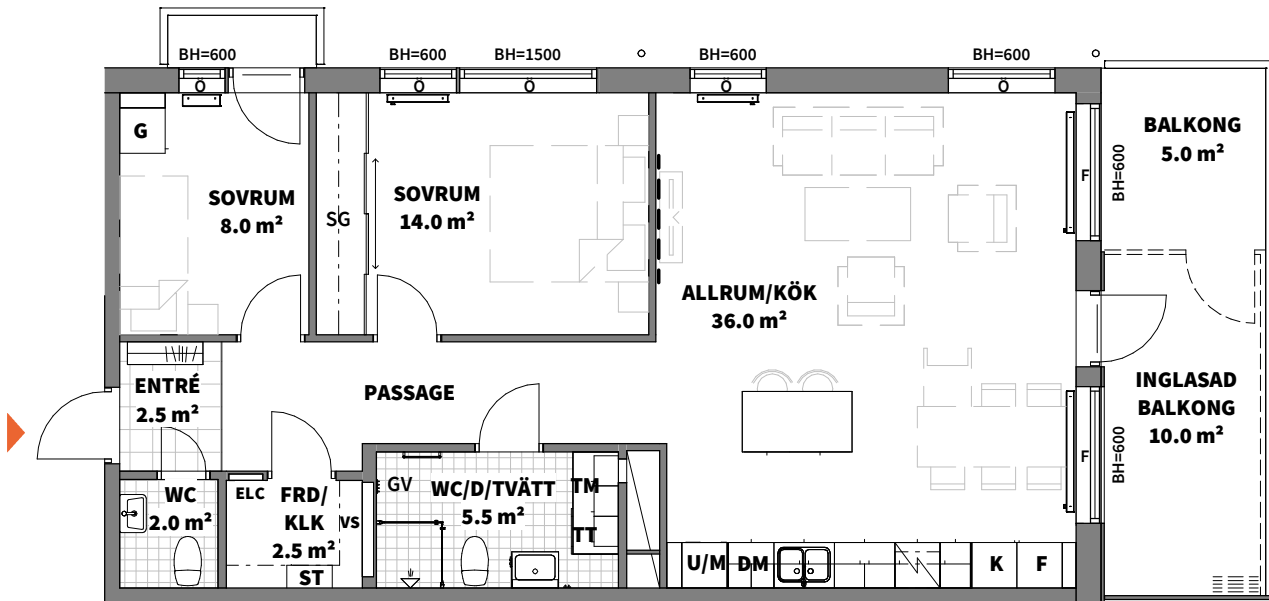 BH=600
BH=600
BH=1500
BH=600
BH=600
Ö
Ö
Ö
Ö
Ö
G
SOVRUM
8.0 m²
SG
SOVRUM
14.0 m²
ALLRUM/KÖK
36.0 m²
F
BH=600
BALKONG
5.0 m²
ENTRÉ
2.5 m²
PASSAGE
INGLASAD
BALKONG
10.0 m²
F
BH=600
WC
2.0 m²
ELC
FRD/
KLK
2.5 m²
VS
ST
GV
WC/D/TVÄTT
5.5 m²
TM
TT
U/M
DM
K
F